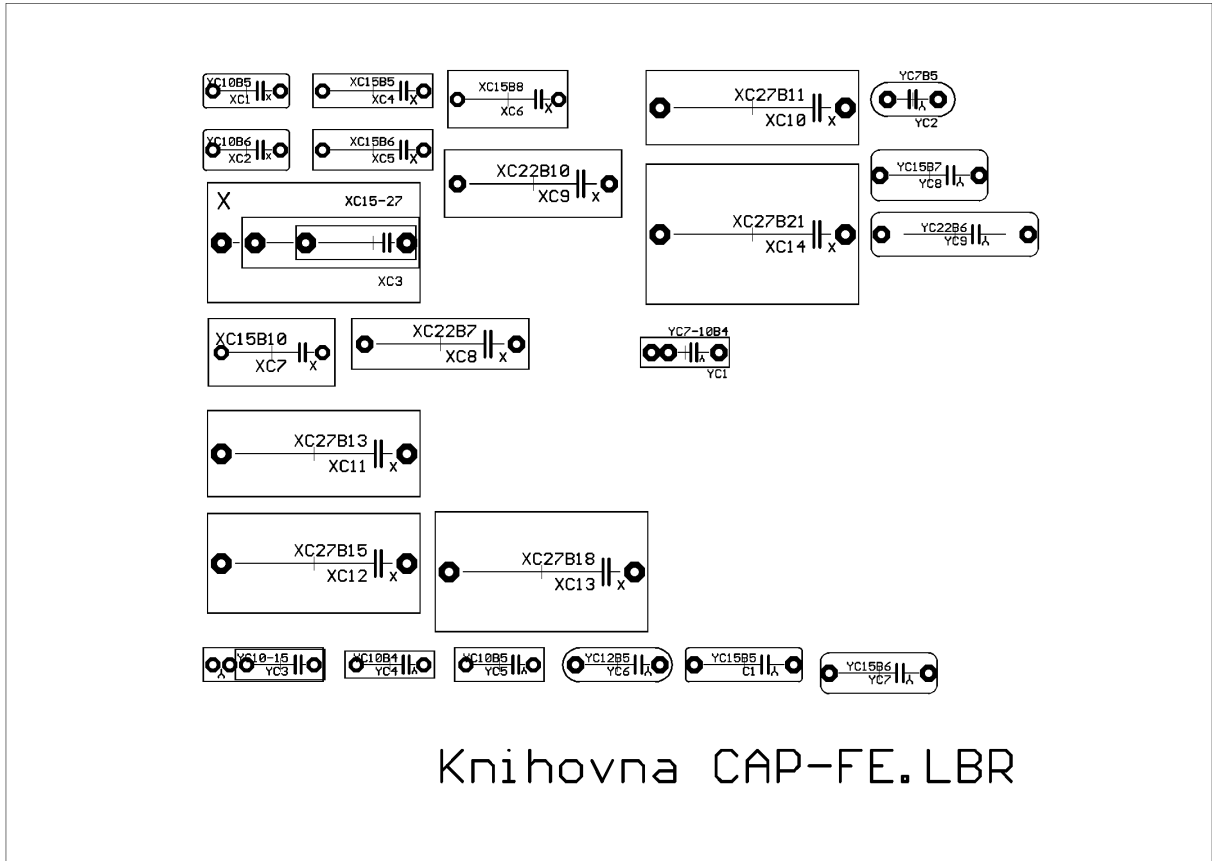 XC10B5
XC1
X
XC15B5
XC4
X
XC15B8
XC6
X
XC27B11
XC10
X
YC7B5
Y
YC2
XC10B6
XC2
X
XC15B6
XC5
X
XC22B10
XC9
X
YC15B7
YC8
Y
X
XC15-27
XC3
XC27B21
XC14
X
YC22B6
YC9
Y
XC15B10
XC7
X
XC22B7
XC8
X
YC7-10B4
Y
YC1
XC27B13
XC11
X
XC27B15
XC12
X
XC27B18
XC13
X
YC10-15
YC3
Y
YC10B4
YC4
Y
YC10B5
YC5
Y
YC12B5
YC6
Y
YC15B5
C1
Y
YC15B6
YC7
Y
Knihovna CAP-FE.LBR